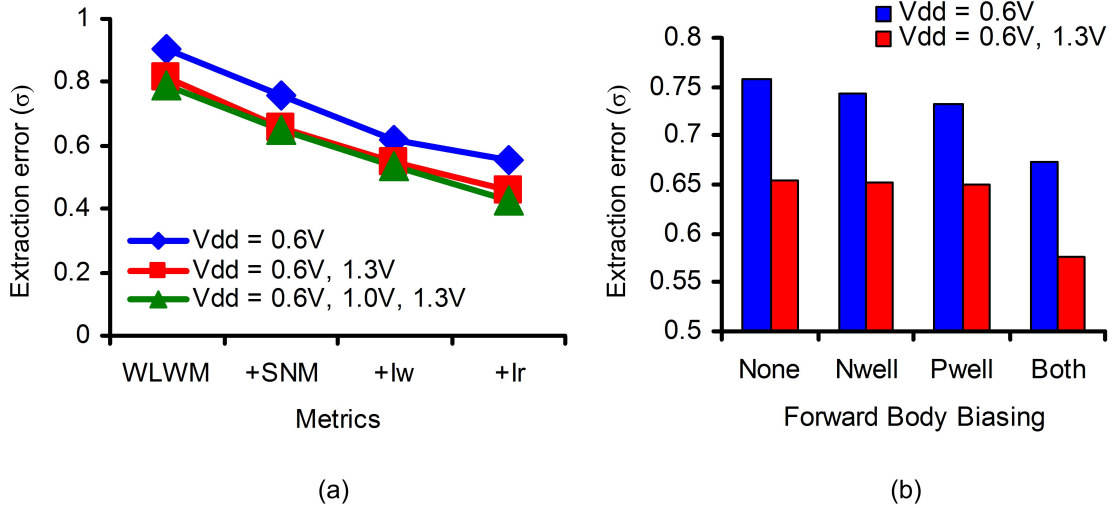 1
0.8
0.6
0.4
0.2
0
Extraction error (σ)
Vdd = 0.6V
Vdd = 0.6V, 1.3V
Vdd = 0.6V, 1.0V, 1.3V
WLWM +SNM +Iw +Ir
Metrics
(a)
Vdd = 0.6V
Vdd = 0.6V, 1.3V
0.8
0.75
0.7
0.65
0.6
0.55
0.5
Extraction error (σ)
None Nwell Pwell Both
Forward Body Biasing
(b)